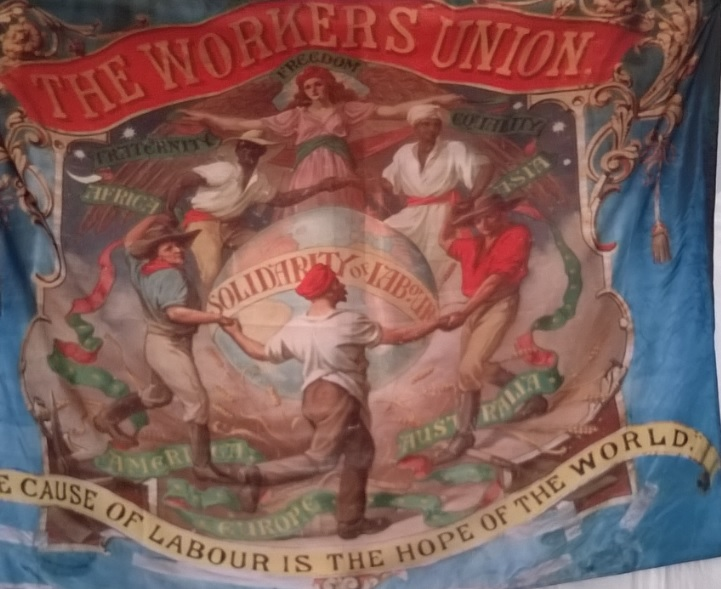 THE WORKERS UNION.
FREEDOM
FRATERNITY
EQUALITY
AFRICA
ASIA
SOLIDARITY OF LABOUR
AMERICA
AUSTRALIA
EUROPE
E CAUSE OF LABOUR IS THE HOPE OF THE WORLD.